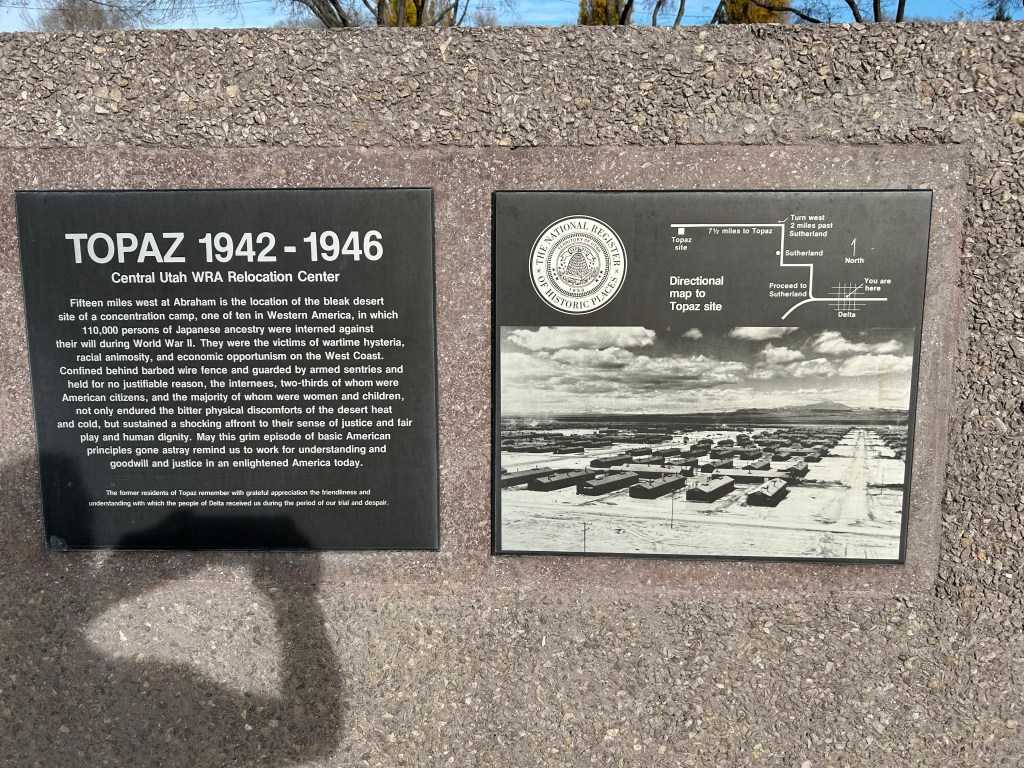 TOPAZ 1942 - 1946
Central Utah WRA Relocation Center
Fifteen miles west at Abraham is the location of the bleak desert
site of a concentration camp, one of ten in Western America, in which
110,000 persons of Japanese ancestry were interned against
their will during World War II. They were the victims of wartime hysteria,
racial animosity, and economic opportunism on the West Coast.
Confined behind barbed wire fence and guarded by armed sentries and
held for no justifiable reason, the internees, two-thirds of whom were
American citizens, and the majority of whom were women and children,
not only endured the bitter physical discomforts of the desert heat
and cold, but sustained a shocking affront to their sense of justice and fair
play and human dignity. May this grim episode of basic American
principles gone astray remind us to work for understanding and
goodwill and justice in an enlightened America today.
The former residents of Topaz remember with grateful appreciation the friendliness and
understanding with which the people of Delta received us during the period of our trial and despair.
THE NATIONAL REGISTER
OF HISTORIC PLACES
Topaz
site
7½ miles to Topaz
Turn west
2 miles past
Sutherland
Sutherland
North
Directional
map to
Topaz site
Proceed to
Sutherland
You are
here
Delta